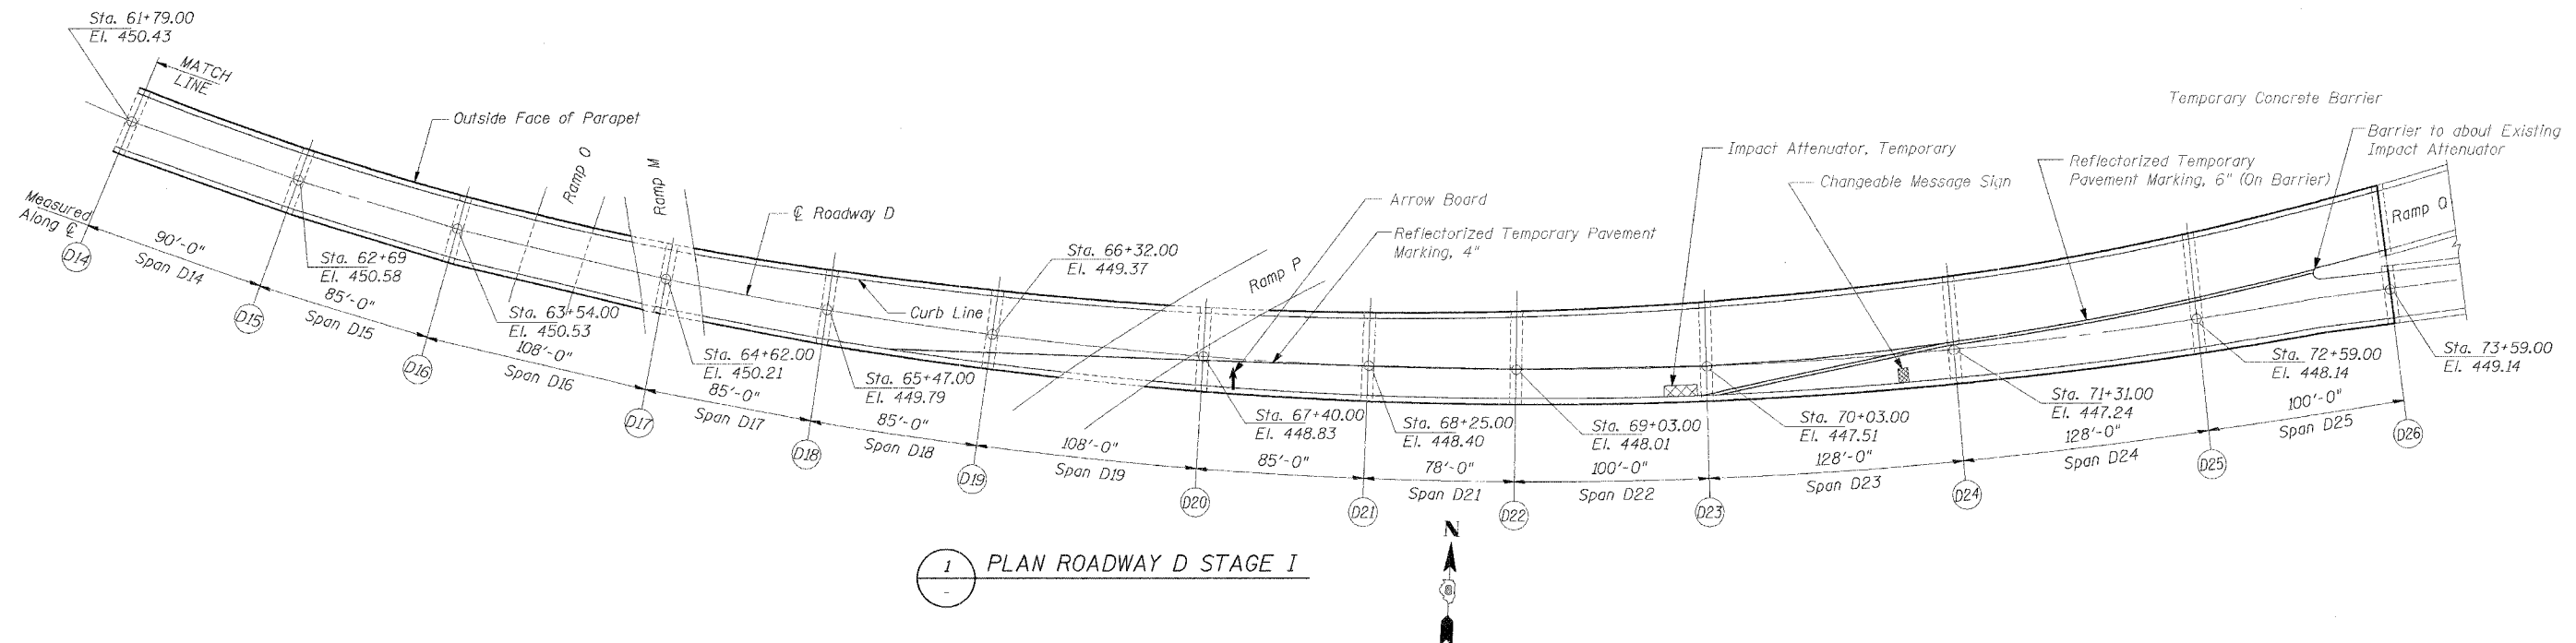 Sta. 61+79.00
El. 450.43
MATCH
LINE
Outside Face of Parapet
Ramp O
Ramp M
℄ Roadway D
Measured
Along ℄
D14
90'-0"
Span D14
Sta. 62+69
El. 450.58
D15
85'-0"
Span D15
Sta. 63+54.00
El. 450.53
D16
108'-0"
Span D16
Sta. 64+62.00
El. 450.21
D17
85'-0"
Span D17
Sta. 65+47.00
El. 449.79
D18
85'-0"
Span D18
Curb Line
Sta. 66+32.00
El. 449.37
D19
108'-0"
Span D19
Ramp P
Arrow Board
Reflectorized Temporary Pavement
Marking, 4"
Sta. 67+40.00
El. 448.83
D20
85'-0"
Sta. 68+25.00
El. 448.40
D21
78'-0"
Span D21
Sta. 69+03.00
El. 448.01
D22
100'-0"
Span D22
Impact Attenuator, Temporary
Changeable Message Sign
Sta. 70+03.00
El. 447.51
D23
128'-0"
Span D23
Sta. 71+31.00
El. 447.24
D24
128'-0"
Span D24
Temporary Concrete Barrier
Barrier to about Existing
Impact Attenuator
Reflectorized Temporary
Pavement Marking, 6" (On Barrier)
Ramp Q
Sta. 72+59.00
El. 448.14
D25
100'-0"
Span D25
Sta. 73+59.00
El. 449.14
D26
1
-
PLAN ROADWAY D STAGE I
N